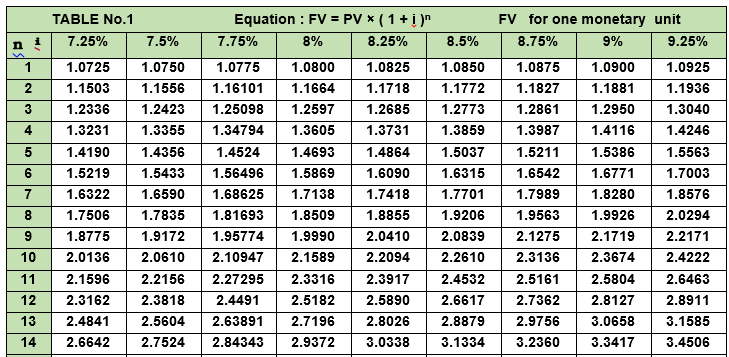 TABLE No.1 Equation : FV = PV × ( 1 + i )ⁿ FV for one monetary unit
n i 7.25% 7.5% 7.75% 8% 8.25% 8.5% 8.75% 9% 9.25%
1 1.0725 1.0750 1.0775 1.0800 1.0825 1.0850 1.0875 1.0900 1.0925
2 1.1503 1.1556 1.16101 1.1664 1.1718 1.1772 1.1827 1.1881 1.1936
3 1.2336 1.2423 1.25098 1.2597 1.2685 1.2773 1.2861 1.2950 1.3040
4 1.3231 1.3355 1.34794 1.3605 1.3731 1.3859 1.3987 1.4116 1.4246
5 1.4190 1.4356 1.4524 1.4693 1.4864 1.5037 1.5211 1.5386 1.5563
6 1.5219 1.5433 1.56496 1.5869 1.6090 1.6315 1.6542 1.6771 1.7003
7 1.6322 1.6590 1.68625 1.7138 1.7418 1.7701 1.7989 1.8280 1.8576
8 1.7506 1.7835 1.81693 1.8509 1.8855 1.9206 1.9563 1.9926 2.0294
9 1.8775 1.9172 1.95774 1.9990 2.0410 2.0839 2.1275 2.1719 2.2171
10 2.0136 2.0610 2.10947 2.1589 2.2094 2.2610 2.3136 2.3674 2.4222
11 2.1596 2.2156 2.27295 2.3316 2.3917 2.4532 2.5161 2.5804 2.6463
12 2.3162 2.3818 2.4491 2.5182 2.5890 2.6617 2.7362 2.8127 2.8911
13 2.4841 2.5604 2.63891 2.7196 2.8026 2.8879 2.9756 3.0658 3.1585
14 2.6642 2.7524 2.84343 2.9372 3.0338 3.1334 3.2360 3.3417 3.4506